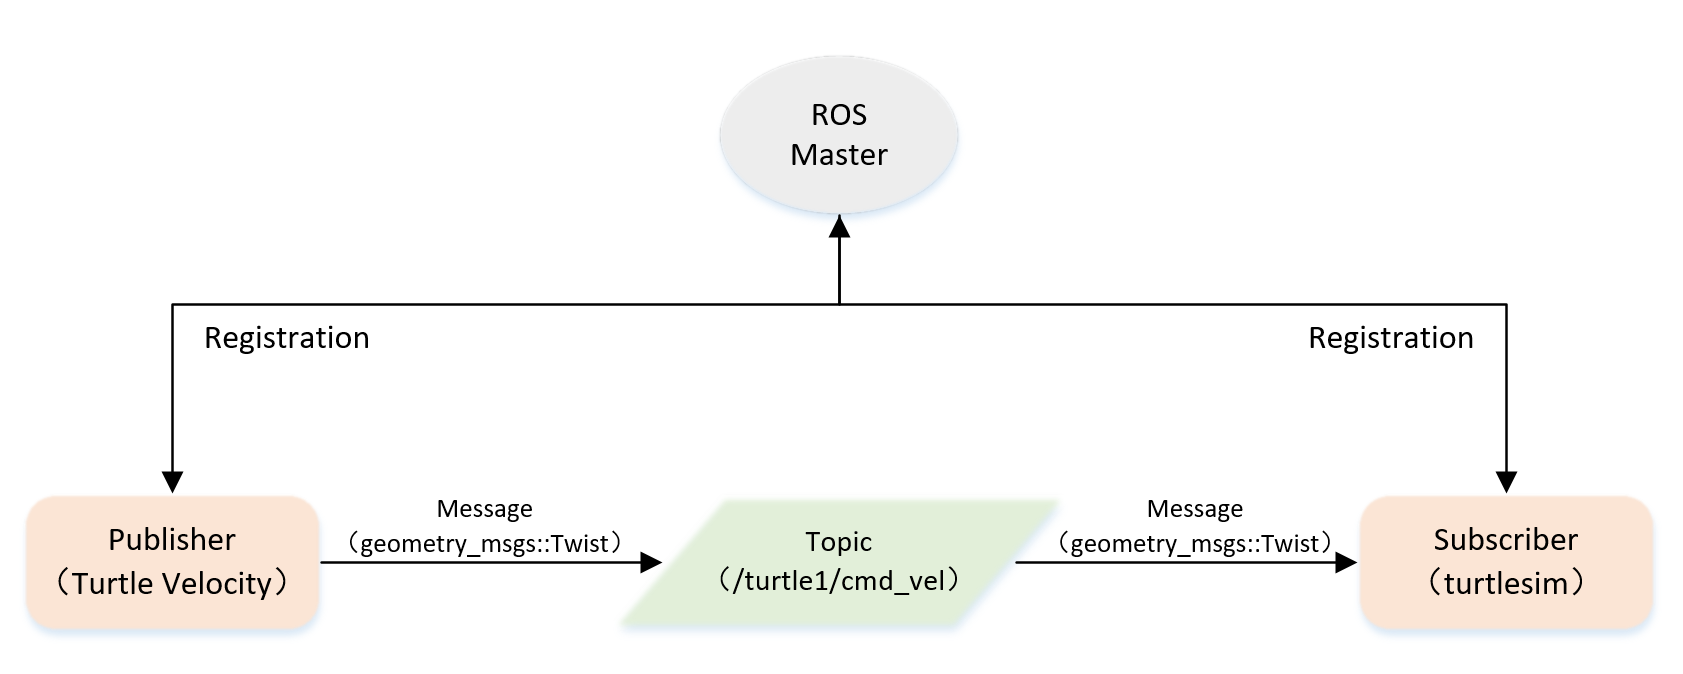 ROS
Master
Registration
Registration
Message
（geometry_msgs::Twist）
Message
（geometry_msgs::Twist）
Publisher
（Turtle Velocity）
Topic
（/turtle1/cmd_vel）
Subscriber
（turtlesim）